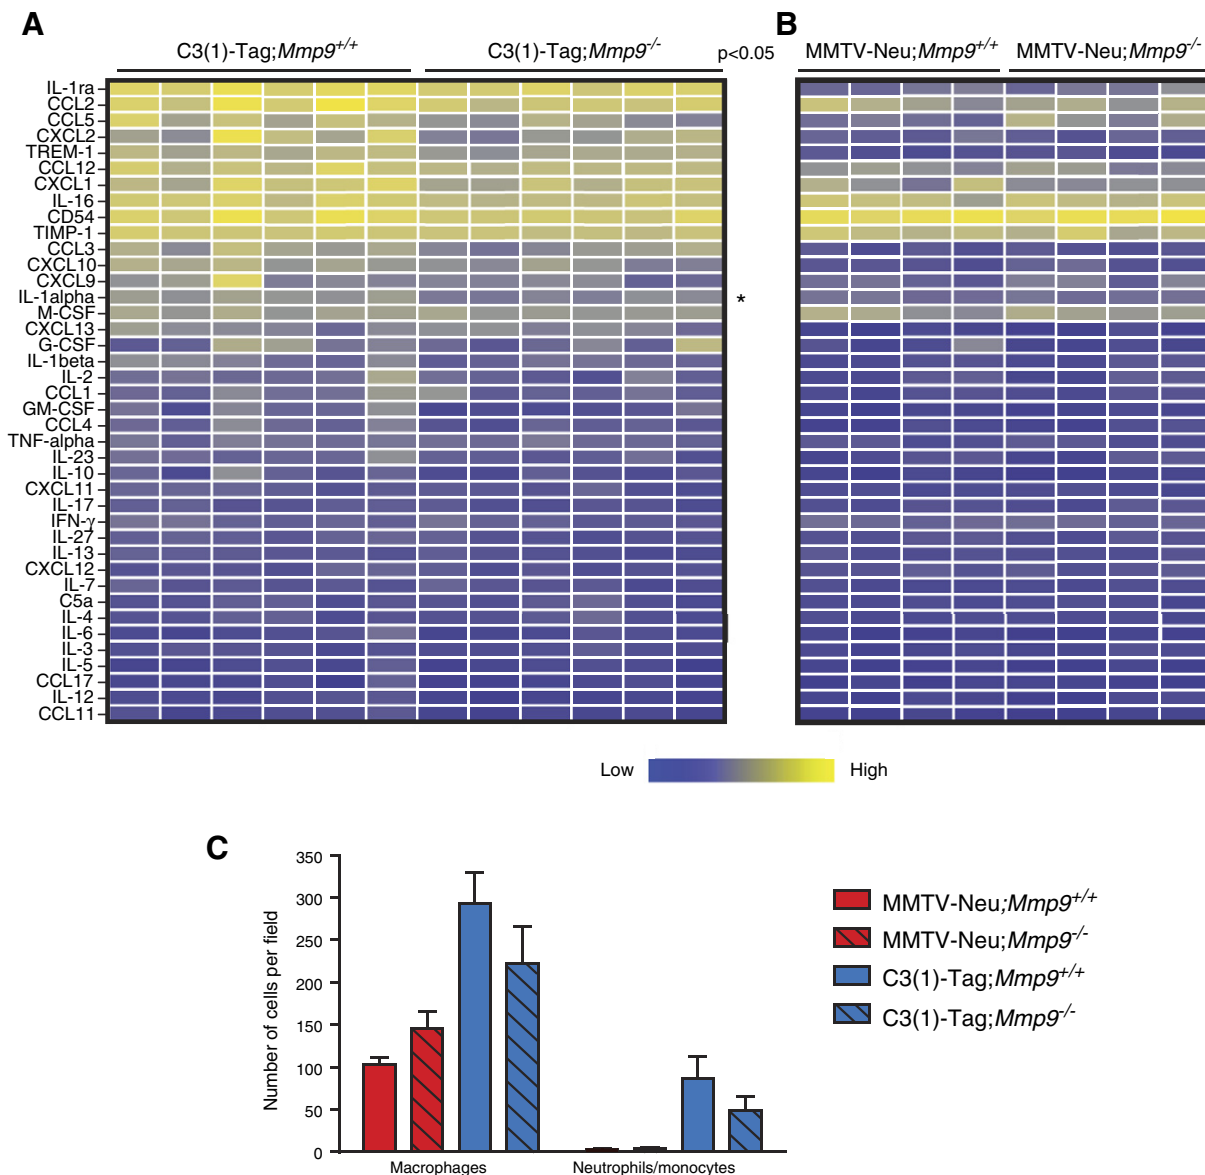 A
B
C3(1)-Tag;Mmp9+/+
C3(1)-Tag;Mmp9-/-
p<0.05
MMTV-Neu;Mmp9+/+
MMTV-Neu;Mmp9-/-
IL-1ra
CCL2
CCL5
CXCL2
TREM-1
CCL12
CXCL1
IL-16
CD54
TIMP-1
CCL3
CXCL10
CXCL9
IL-1alpha
*
M-CSF
CXCL13
G-CSF
IL-1beta
IL-2
CCL1
GM-CSF
CCL4
TNF-alpha
IL-23
IL-10
CXCL11
IL-17
IFN-γ
IL-27
IL-13
CXCL12
IL-7
C5a
IL-4
IL-6
IL-3
IL-5
CCL17
IL-12
CCL11
Low
High
C
Number of cells per field
350
300
250
200
150
100
50
0
Macrophages
Neutrophils/monocytes
MMTV-Neu;Mmp9+/+
MMTV-Neu;Mmp9-/-
C3(1)-Tag;Mmp9+/+
C3(1)-Tag;Mmp9-/-